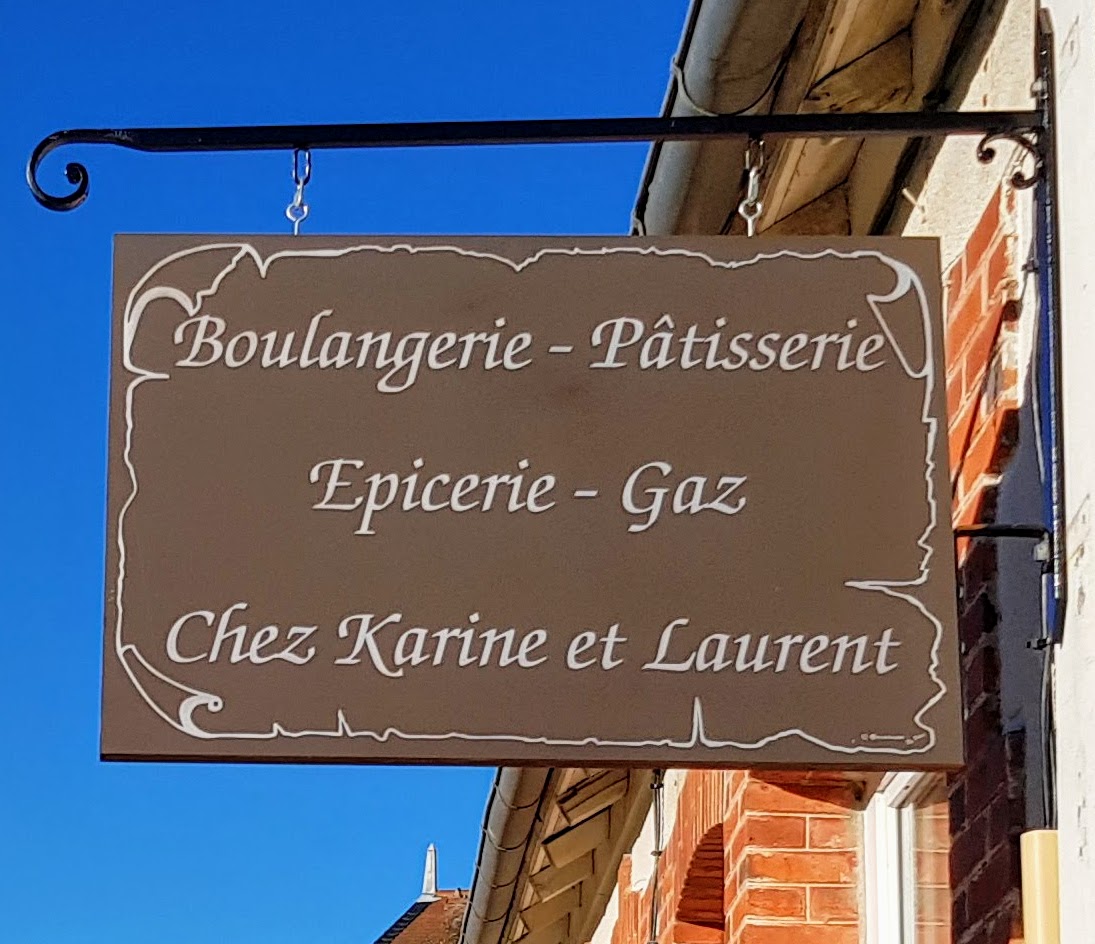 Boulangerie - Pâtisserie
Epicerie - Gaz
Chez Karine et Laurent